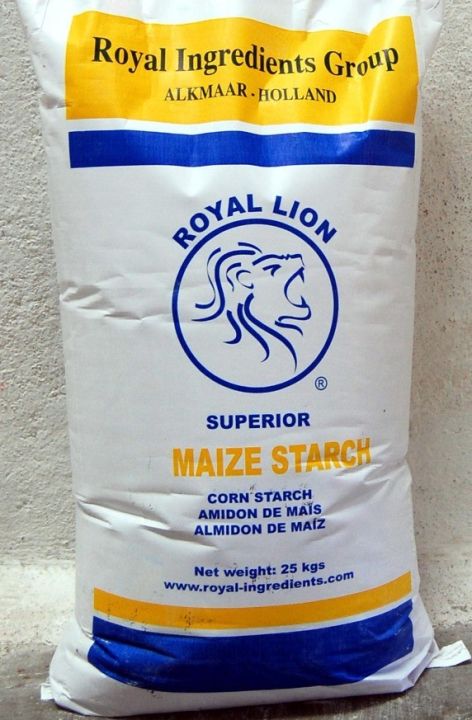 Royal Ingredients Group
ALKMAAR - HOLLAND
ROYAL LION
®
SUPERIOR
MAIZE STARCH
CORN STARCH
AMIDON DE MAÏS
ALMIDON DE MAÍZ
Net weight: 25 kgs
www.royal-ingredients.com